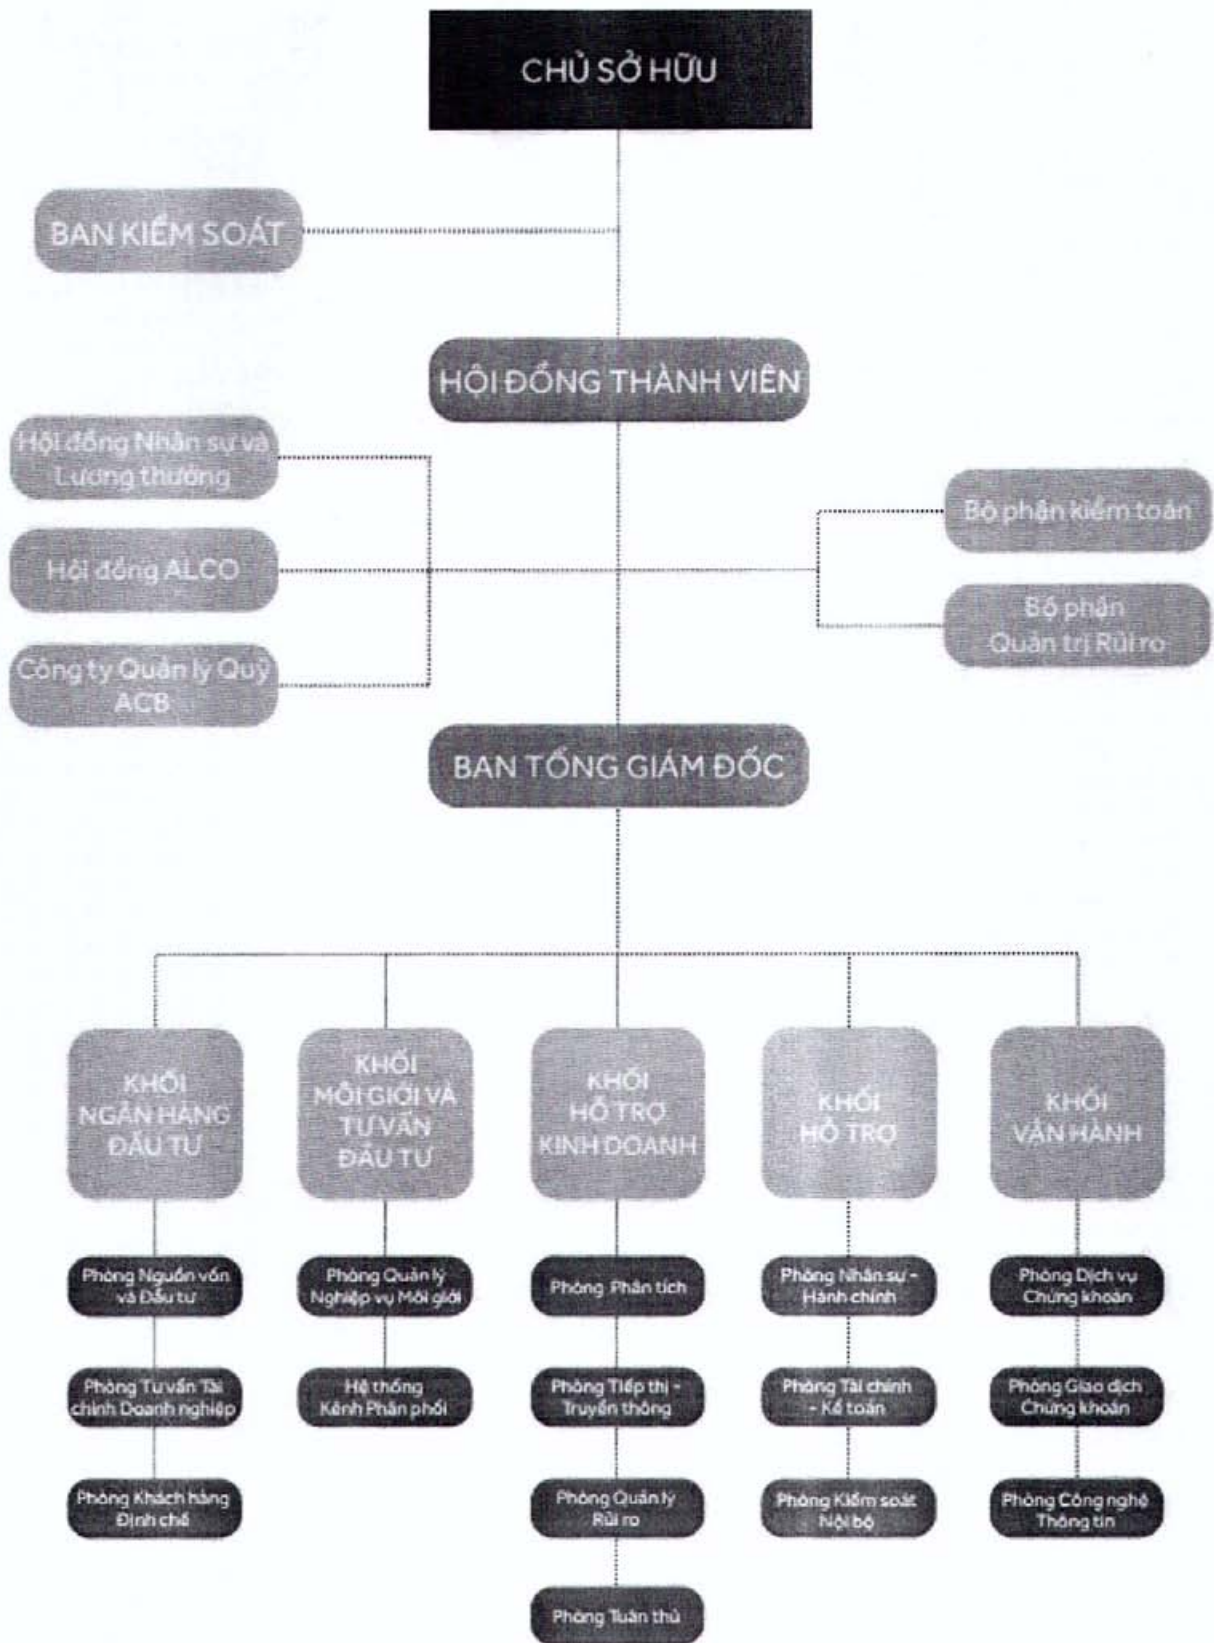 CHỦ SỞ HỮU
BAN KIỂM SOÁT
HỘI ĐỒNG THÀNH VIÊN
Hội đồng Nhân sự và
Lương thưởng
Hội đồng ALCO
Công ty Quản lý Quỹ
ACB
Bộ phận kiểm toán
Bộ phận
Quản trị Rủi ro
BAN TỔNG GIÁM ĐỐC
KHỐI
NGÂN HÀNG
ĐẦU TƯ
Phòng Nguồn vốn
và Đầu tư
Phòng Tư vấn Tài
chính Doanh nghiệp
Phòng Khách hàng
Định chế
KHỐI
MÔI GIỚI VÀ
TƯ VẤN
ĐẦU TƯ
Phòng Quản lý
Nghiệp vụ Môi giới
Hệ thống
Kênh Phân phối
KHỐI
HỖ TRỢ
KINH DOANH
Phòng Phân tích
Phòng Tiếp thị -
Truyền thông
Phòng Quản lý
Rủi ro
Phòng Tuân thủ
KHỐI
HỖ TRỢ
Phòng Nhân sự -
Hành chính
Phòng Tài chính
- Kế toán
Phòng Kiểm soát
Nội bộ
KHỐI
VẬN HÀNH
Phòng Dịch vụ
Chứng khoán
Phòng Giao dịch
Chứng khoán
Phòng Công nghệ
Thông tin